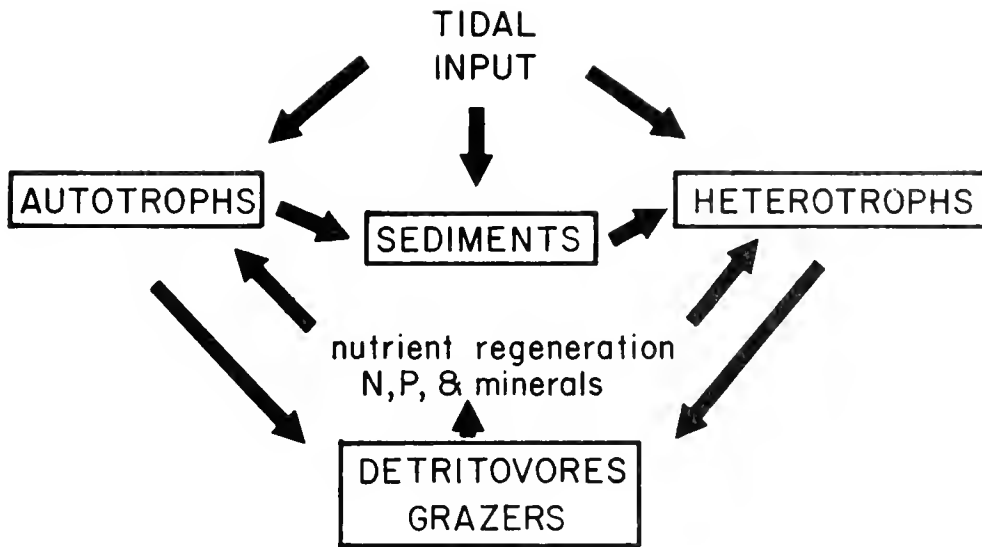 TIDAL
INPUT
AUTOTROPHS
HETEROTROPHS
SEDIMENTS
nutrient regeneration
N,P, & minerals
DETRITOVORES
GRAZERS